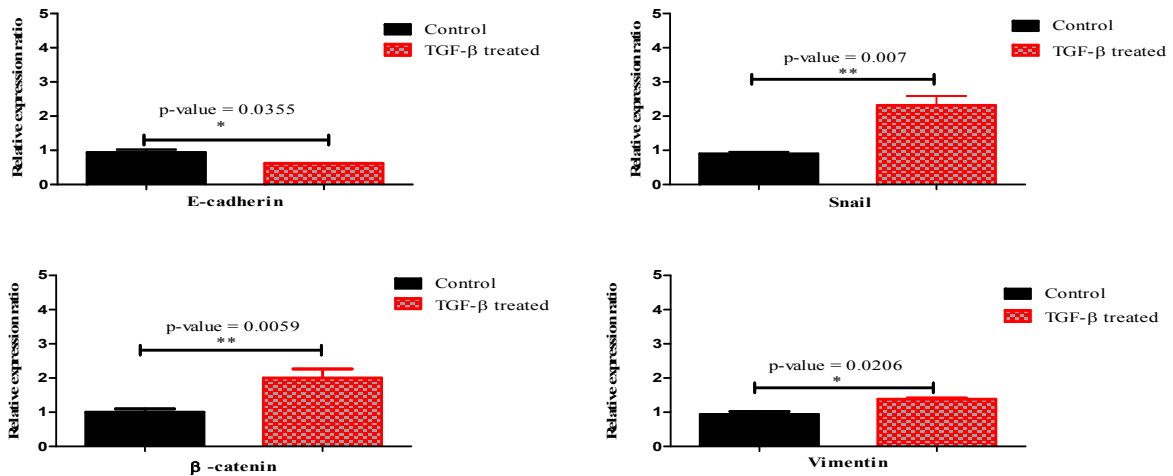 Relative expression ratio
5
4
3
2
1
0
p-value = 0.0355
*
Control
TGF-β treated
E-cadherin
Relative expression ratio
5
4
3
2
1
0
p-value = 0.007
**
Control
TGF-β treated
Snail
Relative expression ratio
5
4
3
2
1
0
p-value = 0.0059
**
Control
TGF-β treated
β -catenin
Relative expression ratio
5
4
3
2
1
0
p-value = 0.0206
*
Control
TGF-β treated
Vimentin